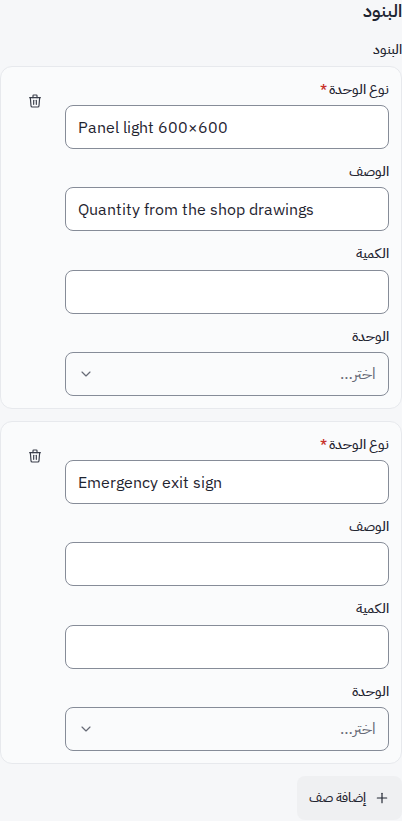 البنود
البنود
نوع الوحدة *
Panel light 600×600
الوصف
Quantity from the shop drawings
الكمية
الوحدة
اختر...
نوع الوحدة *
Emergency exit sign
الوصف
الكمية
الوحدة
اختر...
+ إضافة صف